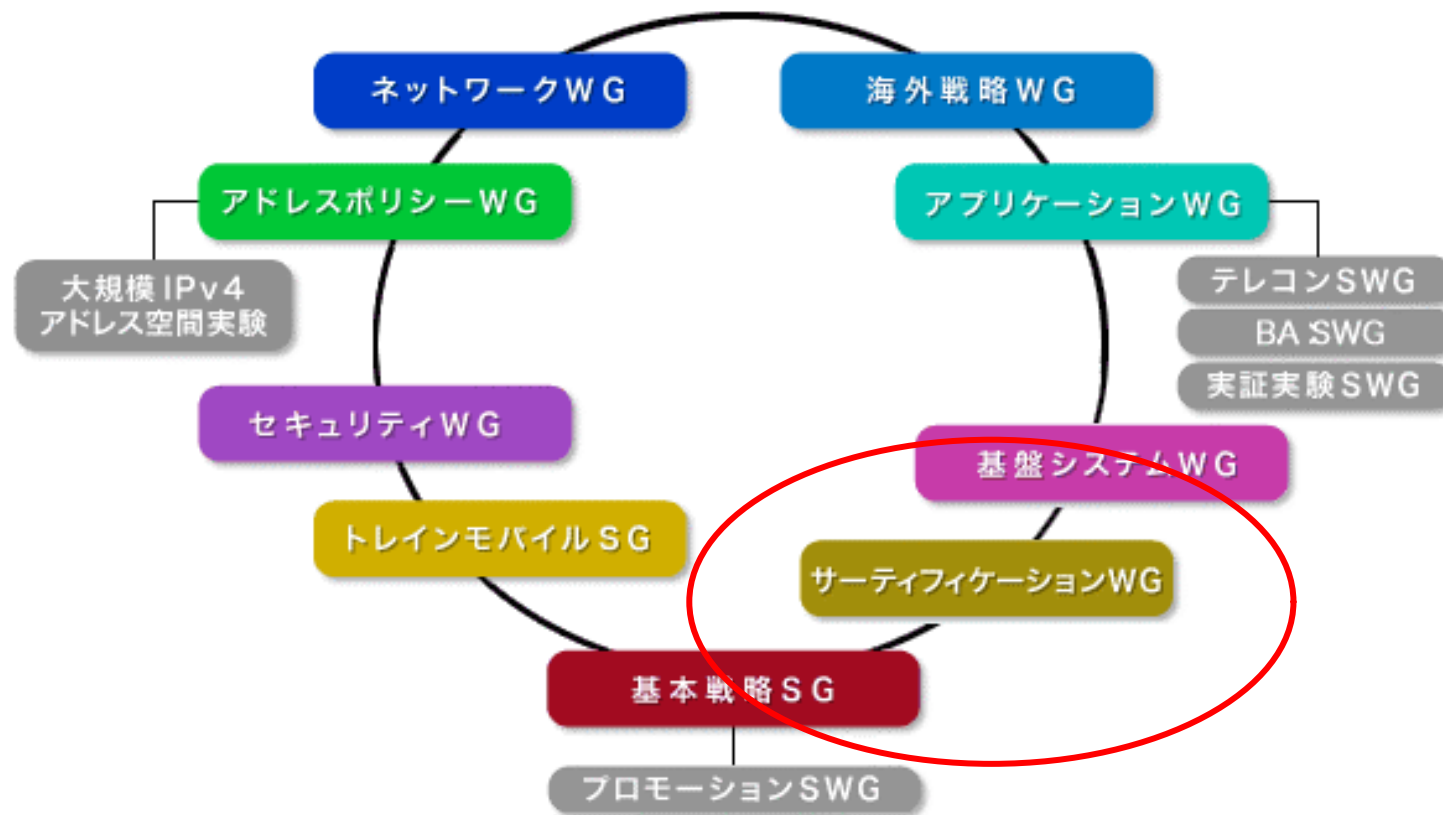 ネットワークWG
海外戦略WG
アドレスポリシーWG
アプリケーションWG
大規模IPv4
アドレス空間実験
テレコンSWG
BA SWG
実証実験SWG
セキュリティWG
基盤システムWG
トレインモバイルSG
サーティフィケーションWG
基本戦略SG
プロモーションSWG